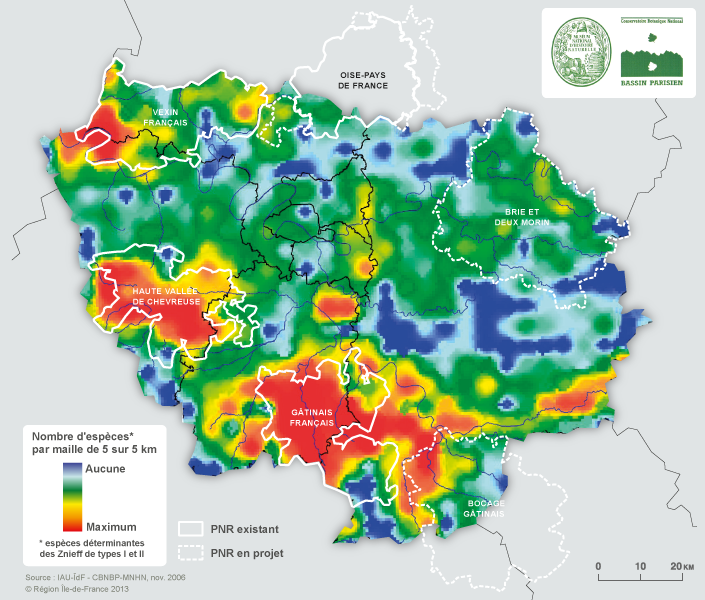 MUSEUM
NATIONAL
D'HISTOIRE
NATURELLE
Conservatoire Botanique National
BASSIN PARISIEN
OISE-PAYS
DE FRANCE
VEXIN
FRANÇAIS
BRIE ET
DEUX MORIN
HAUTE VALLÉE
DE CHEVREUSE
GÂTINAIS
FRANÇAIS
BOCAGE
GÂTINAIS
Nombre d'espèces*
par maille de 5 sur 5 km
Aucune
Maximum
* espèces déterminantes
des Znieff de types I et II
PNR existant
PNR en projet
0 10 20 KM
Source : IAU-ÎdF - CBNBP-MNHN, nov. 2006
© Région Île-de-France 2013